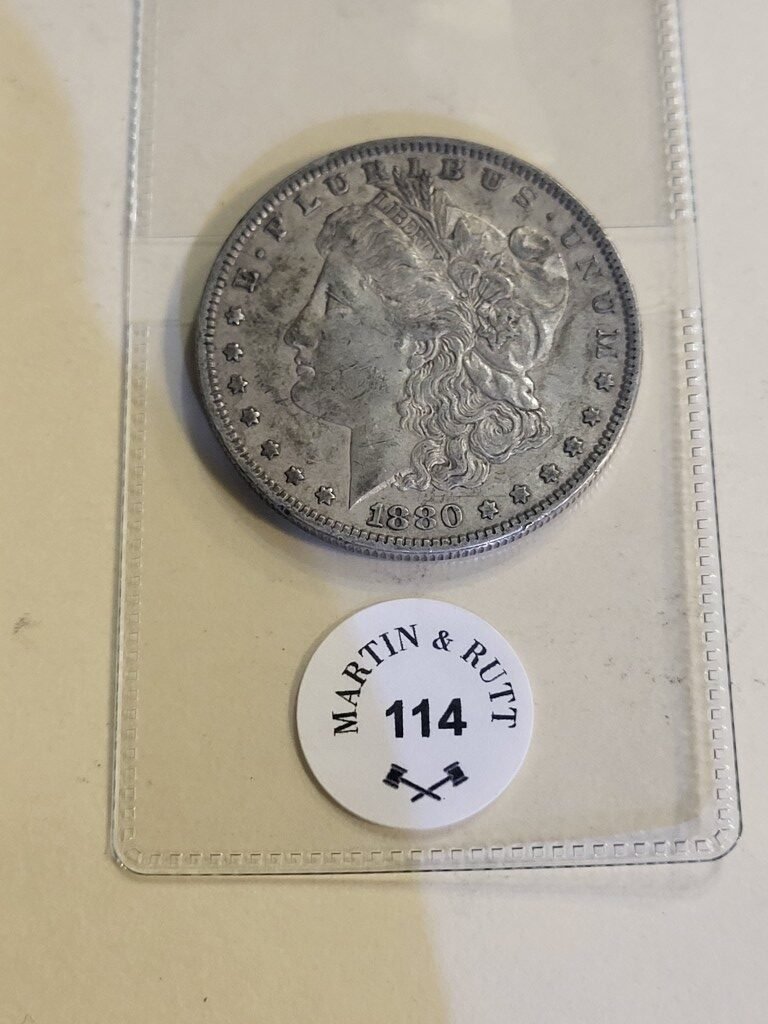 E · PLURIBUS · UNUM
LIBERTY
1880
MARTIN & RUTT
114